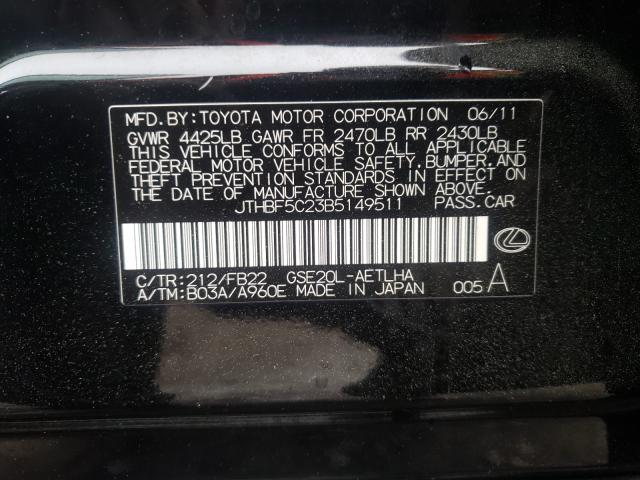 MFD.BY:TOYOTA MOTOR CORPORATION 06/11
GVWR 4425LB GAWR FR 2470LB RR 2430LB
THIS VEHICLE CONFORMS TO ALL APPLICABLE
FEDERAL MOTOR VEHICLE SAFETY.BUMPER.AND
THEFT PREVENTION STANDARDS IN EFFECT ON
THE DATE OF MANUFACTURE SHOWN ABOVE.
JTHBF5C23B5149511 PASS.CAR
C/TR:212/FB22 GSE20L-AETLHA
A/TM:B03A/A960E MADE IN JAPAN 005 A